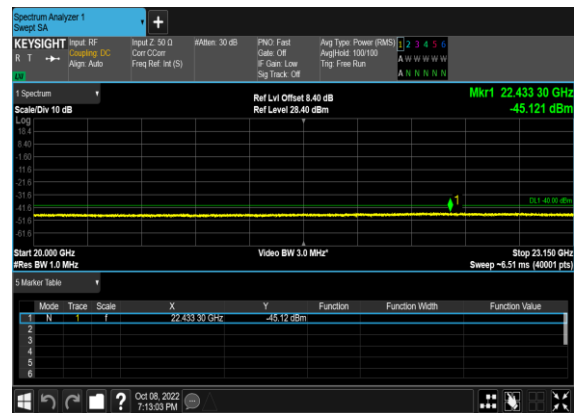 Spectrum Analyzer 1
Swept SA
+
KEYSIGHT Input: RF Input Z: 50 Ω #Atten: 30 dB PNO: Fast Avg Type: Power (RMS) 1 2 3 4 5 6
R T Coupling: DC Corr CCorr Gate: Off Avg|Hold: 100/100 A W W W W W
Align: Auto Freq Ref: Int (S) IF Gain: Low Trig: Free Run
LV Sig Track: Off A N N N N N
1 Spectrum Ref Lvl Offset 8.40 dB Mkr1 22.433 30 GHz
Scale/Div 10 dB Ref Level 28.40 dBm -45.121 dBm
Log
18.4
8.40
-1.60
-11.6
-21.6
-31.6
1
DL1 -40.00 dBm
-41.6
-51.6
-61.6
Start 20.000 GHz Video BW 3.0 MHz* Stop 23.150 GHz
#Res BW 1.0 MHz Sweep ~6.51 ms (40001 pts)
5 Marker Table
Mode Trace Scale X Y Function Function Width Function Value
1 N 1 f 22.433 30 GHz -45.12 dBm
2
3
4
5
6
? Oct 08, 2022
7:13:03 PM